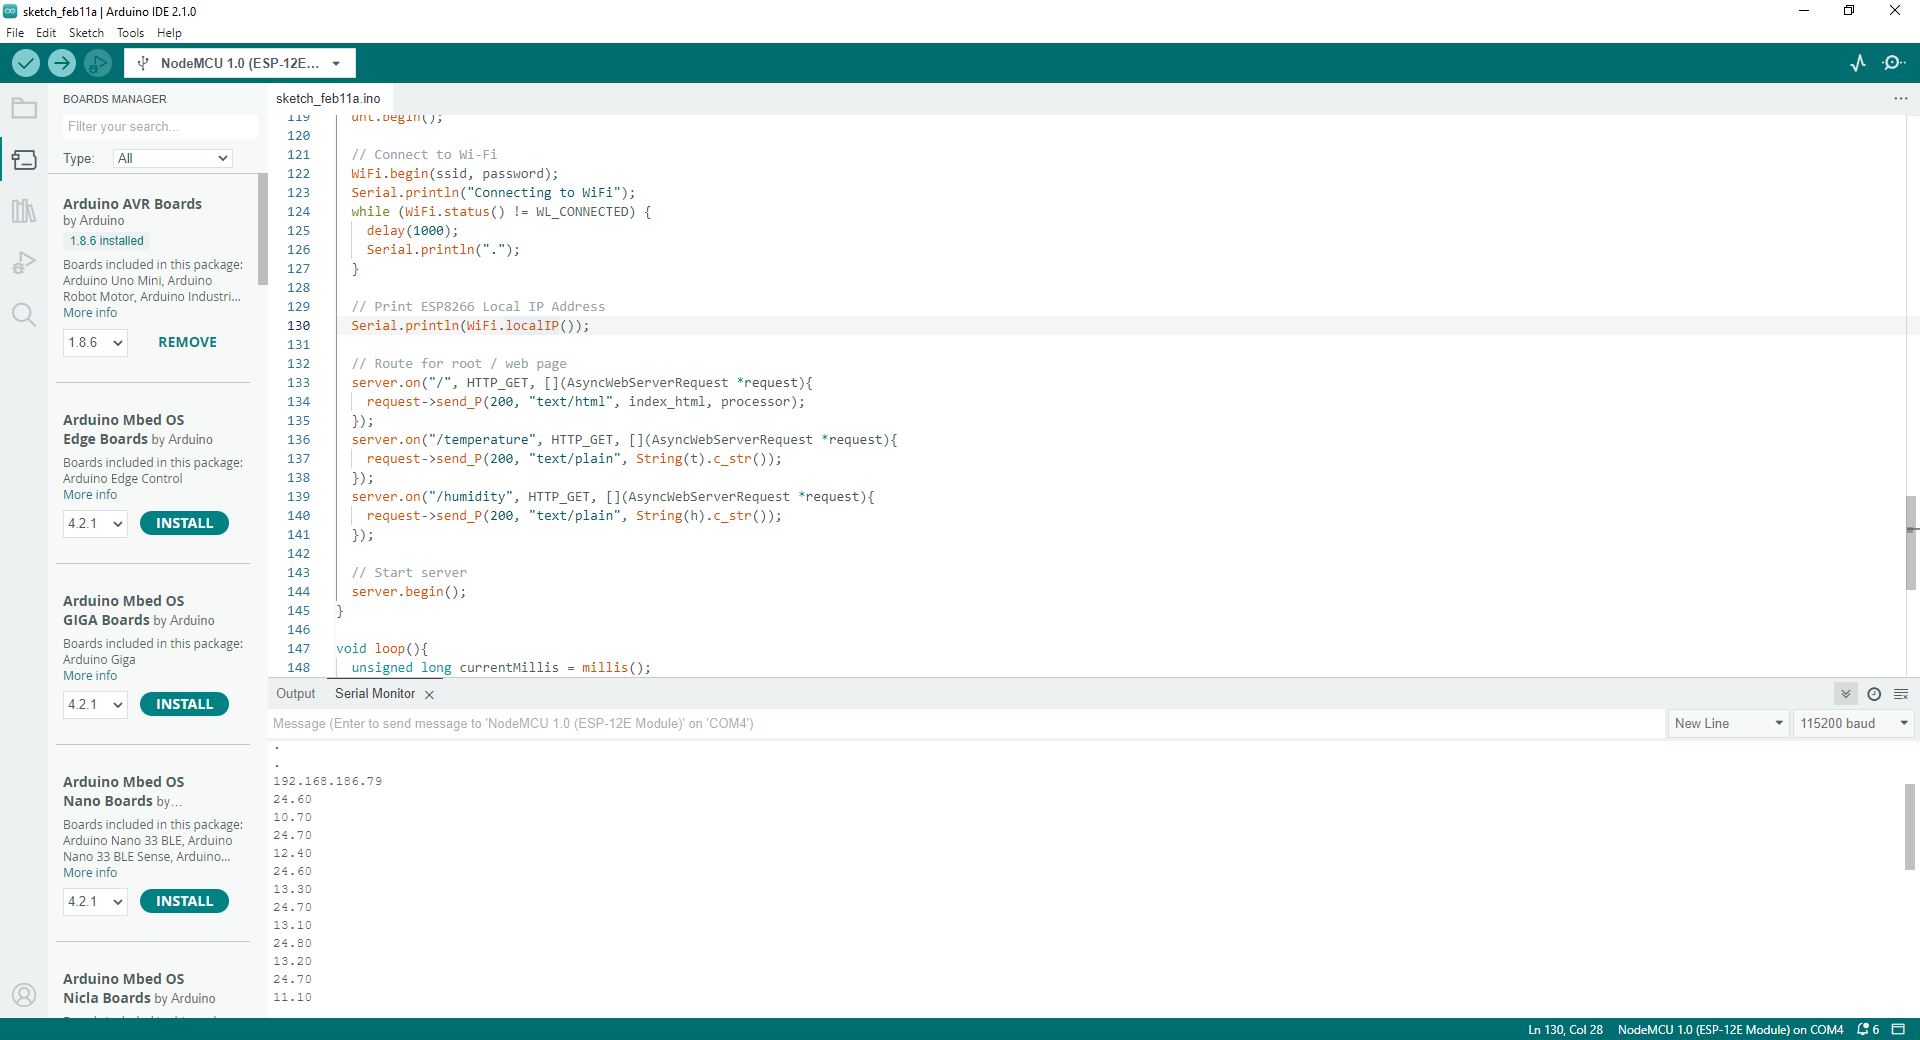 sketch_feb11a | Arduino IDE 2.1.0
File Edit Sketch Tools Help
NodeMCU 1.0 (ESP-12E...
BOARDS MANAGER
Filter your search...
Type: All
Arduino AVR Boards
by Arduino
1.8.6 installed
Boards included in this package:
Arduino Uno Mini, Arduino
Robot Motor, Arduino Industri...
More info
1.8.6 REMOVE
Arduino Mbed OS
Edge Boards by Arduino
Boards included in this package:
Arduino Edge Control
More info
4.2.1 INSTALL
Arduino Mbed OS
GIGA Boards by Arduino
Boards included in this package:
Arduino Giga
More info
4.2.1 INSTALL
Arduino Mbed OS
Nano Boards by...
Boards included in this package:
Arduino Nano 33 BLE, Arduino
Nano 33 BLE Sense, Arduino...
More info
4.2.1 INSTALL
Arduino Mbed OS
Nicla Boards by Arduino
sketch_feb11a.ino
119 dht.begin();
120
121 // Connect to Wi-Fi
122 WiFi.begin(ssid, password);
123 Serial.println("Connecting to WiFi");
124 while (WiFi.status() != WL_CONNECTED) {
125 delay(1000);
126 Serial.println(".");
127 }
128
129 // Print ESP8266 Local IP Address
130 Serial.println(WiFi.localIP());
131
132 // Route for root / web page
133 server.on("/", HTTP_GET, [](AsyncWebServerRequest *request){
134 request->send_P(200, "text/html", index_html, processor);
135 });
136 server.on("/temperature", HTTP_GET, [](AsyncWebServerRequest *request){
137 request->send_P(200, "text/plain", String(t).c_str());
138 });
139 server.on("/humidity", HTTP_GET, [](AsyncWebServerRequest *request){
140 request->send_P(200, "text/plain", String(h).c_str());
141 });
142
143 // Start server
144 server.begin();
145 }
146
147 void loop(){
148 unsigned long currentMillis = millis();
Output Serial Monitor
Message (Enter to send message to 'NodeMCU 1.0 (ESP-12E Module)' on 'COM4')
New Line 115200 baud
.
.
192.168.186.79
24.60
10.70
24.70
12.40
24.60
13.30
24.70
13.10
24.80
13.20
24.70
11.10
Ln 130, Col 28 NodeMCU 1.0 (ESP-12E Module) on COM4 6